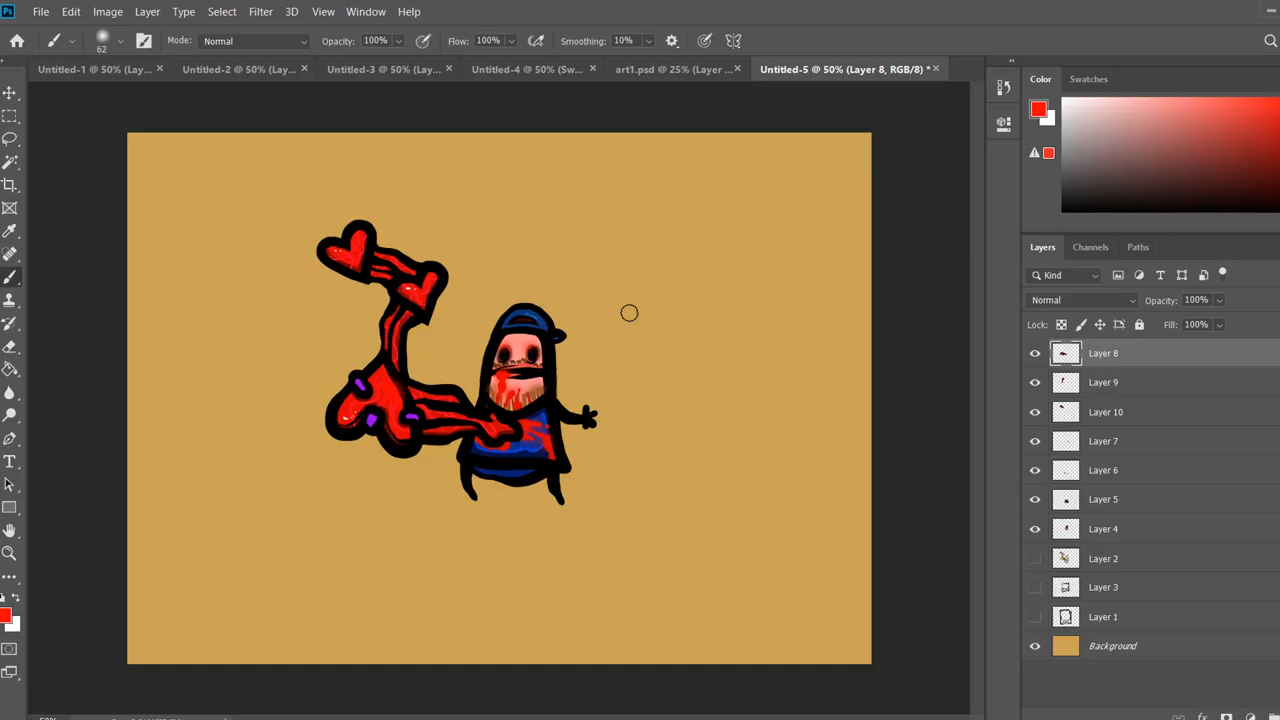 Ps File Edit Image Layer Type Select Filter 3D View Window Help
62 Mode: Normal Opacity: 100% Flow: 100% Smoothing: 10%
Untitled-1 @ 50% (Lay... × Untitled-2 @ 50% (Lay... × Untitled-3 @ 50% (Lay... × Untitled-4 @ 50% (Sw... × art1.psd @ 25% (Layer ... × Untitled-5 @ 50% (Layer 8, RGB/8) * ×
Color Swatches
Layers Channels Paths
Kind
Normal Opacity: 100%
Lock: Fill: 100%
Layer 8
Layer 9
Layer 10
Layer 7
Layer 6
Layer 5
Layer 4
Layer 2
Layer 3
Layer 1
Background
fx